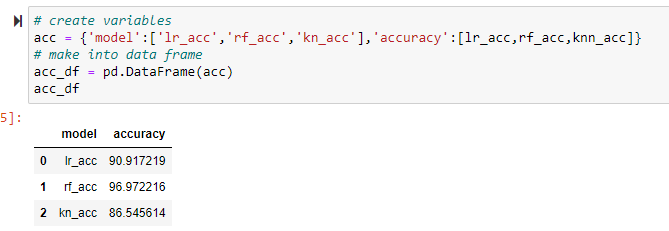 # create variables
acc = {'model':['lr_acc','rf_acc','kn_acc'],'accuracy':[lr_acc,rf_acc,knn_acc]}
# make into data frame
acc_df = pd.DataFrame(acc)
acc_df
5]:
model accuracy
0 lr_acc 90.917219
1 rf_acc 96.972216
2 kn_acc 86.545614